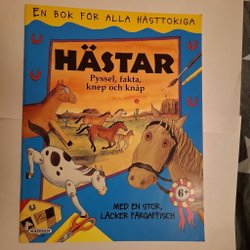 EN BOK FÖR ALLA HÄSTTOKIGA
HÄSTAR
Pyssel, fakta,
knep och knåp
6+
MED EN STOR,
LÄCKER FÄRGAFFISCH